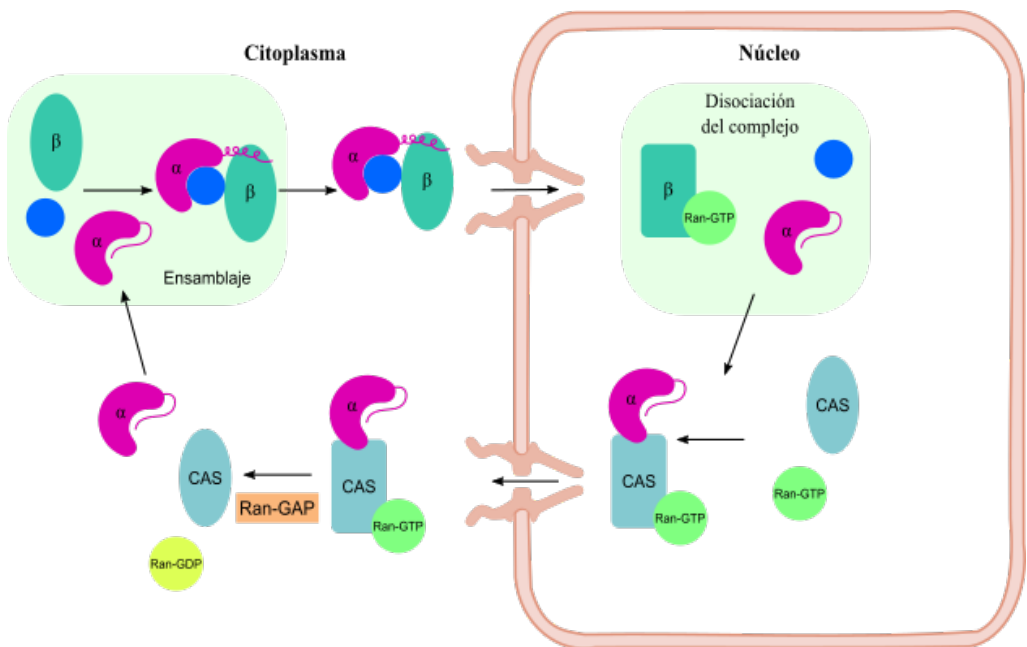 Citoplasma
Núcleo
β
α
β
α
Ensamblaje
α
β
Disociación
del complejo
β
Ran-GTP
α
α
CAS
Ran-GAP
Ran-GDP
α
CAS
Ran-GTP
α
CAS
Ran-GTP
CAS
Ran-GTP